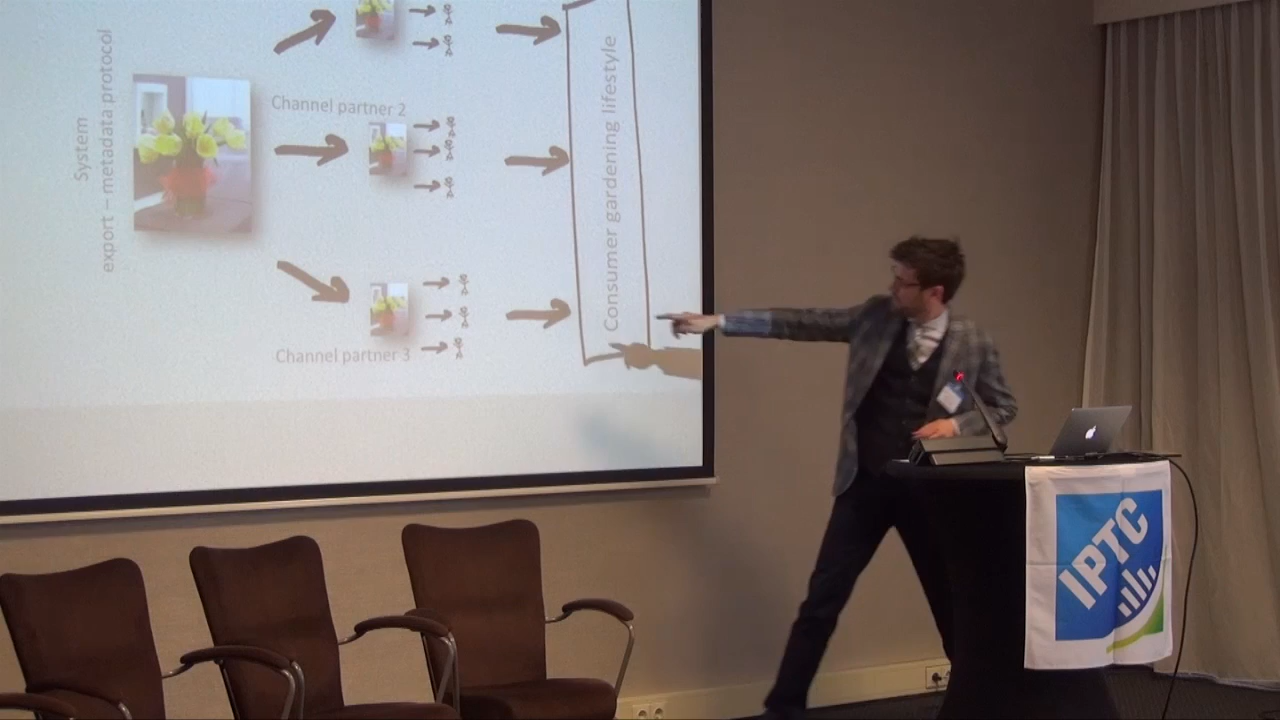 System
export – metadata protocol
Channel partner 2
Channel partner 3
Consumer gardening lifestyle
IPTC